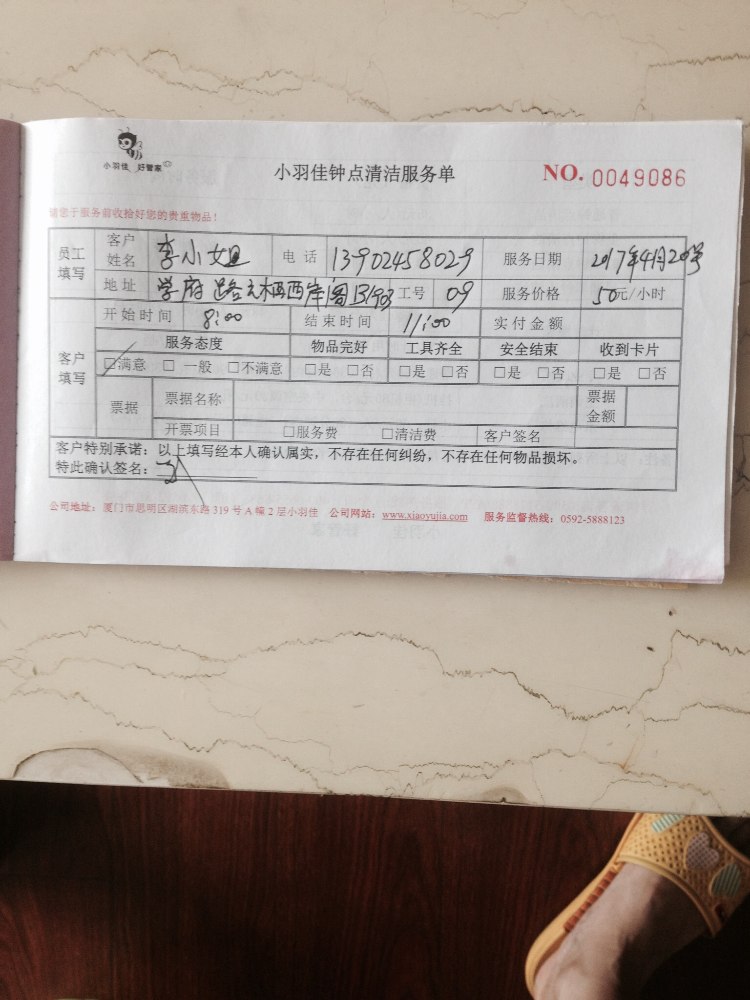 小羽佳 好管家
小羽佳钟点清洁服务单
NO. 0049086
请您于服务前收拾好您的贵重物品！
员工填写 客户姓名 李小姐 电话 13902458029 服务日期 2017年4月20号
地址 学府路 西岸阁 工号 09 服务价格 50元/小时
客户填写 开始时间 8:00 结束时间 11:00 实付金额
服务态度 物品完好 工具齐全 安全结束 收到卡片
☐满意 ☐一般 ☐不满意 ☐是 ☐否 ☐是 ☐否 ☐是 ☐否 ☐是 ☐否
票据 票据名称 票据金额
开票项目 ☐服务费 ☐清洁费 客户签名
客户特别承诺：以上填写经本人确认属实，不存在任何纠纷，不存在任何物品损坏。
特此确认签名：
公司地址：厦门市思明区湖滨东路 319 号 A 幢 2 层小羽佳 公司网站：www.xiaoyujia.com 服务监督热线：0592-5888123